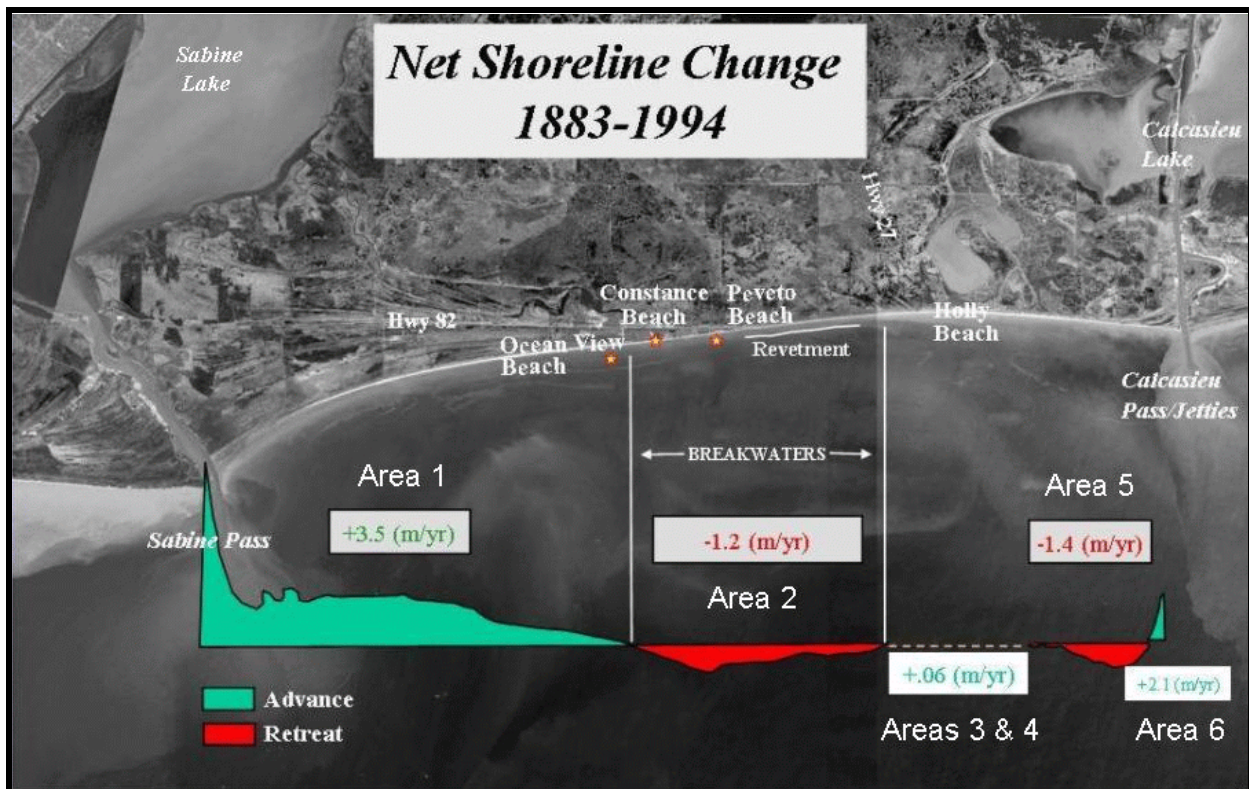 Net Shoreline Change
1883-1994
Sabine
Lake
Calcasieu
Lake
Hwy 82
Constance
Beach
Peveto
Beach
Holly
Beach
Ocean View
Beach
Revetment
Calcasieu
Pass/Jetties
BREAKWATERS
Area 1
+3.5 (m/yr)
Sabine Pass
-1.2 (m/yr)
Area 2
Area 5
-1.4 (m/yr)
+.06 (m/yr)
+2.1 (m/yr)
Areas 3 & 4
Area 6
Advance
Retreat